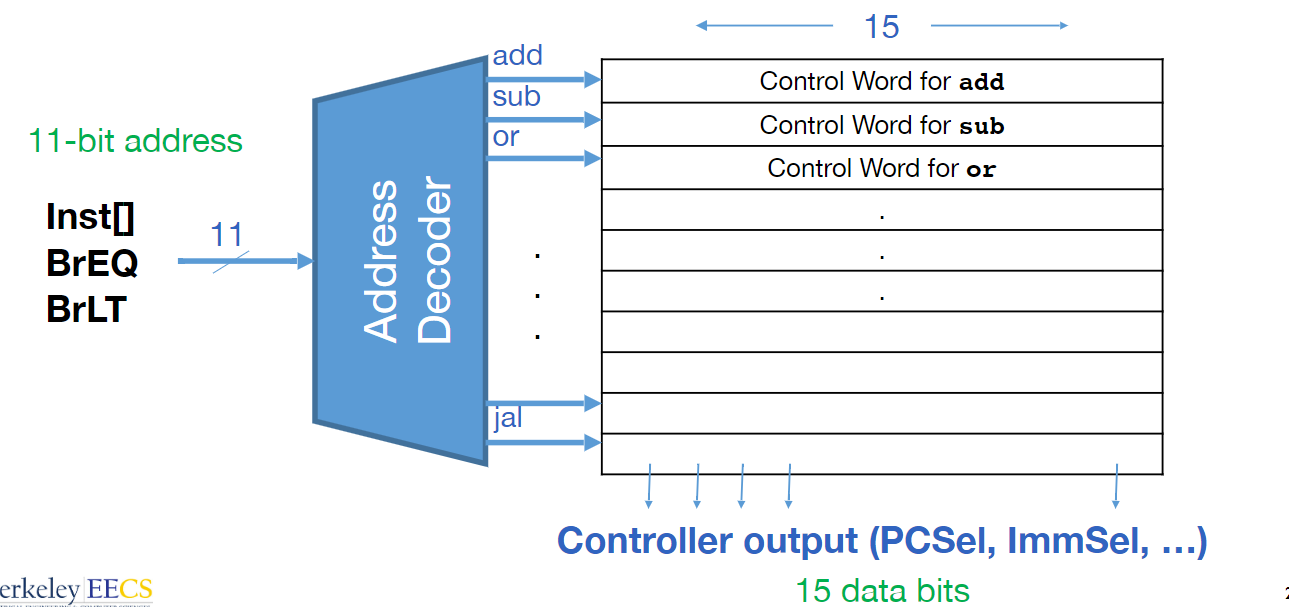 15
add
sub
or
Control Word for add
Control Word for sub
Control Word for or
.
.
.
11-bit address
Inst[]
BrEQ
BrLT
11
Address
Decoder
.
.
.
jal
Controller output (PCSel, ImmSel, …)
15 data bits
erkeley EECS